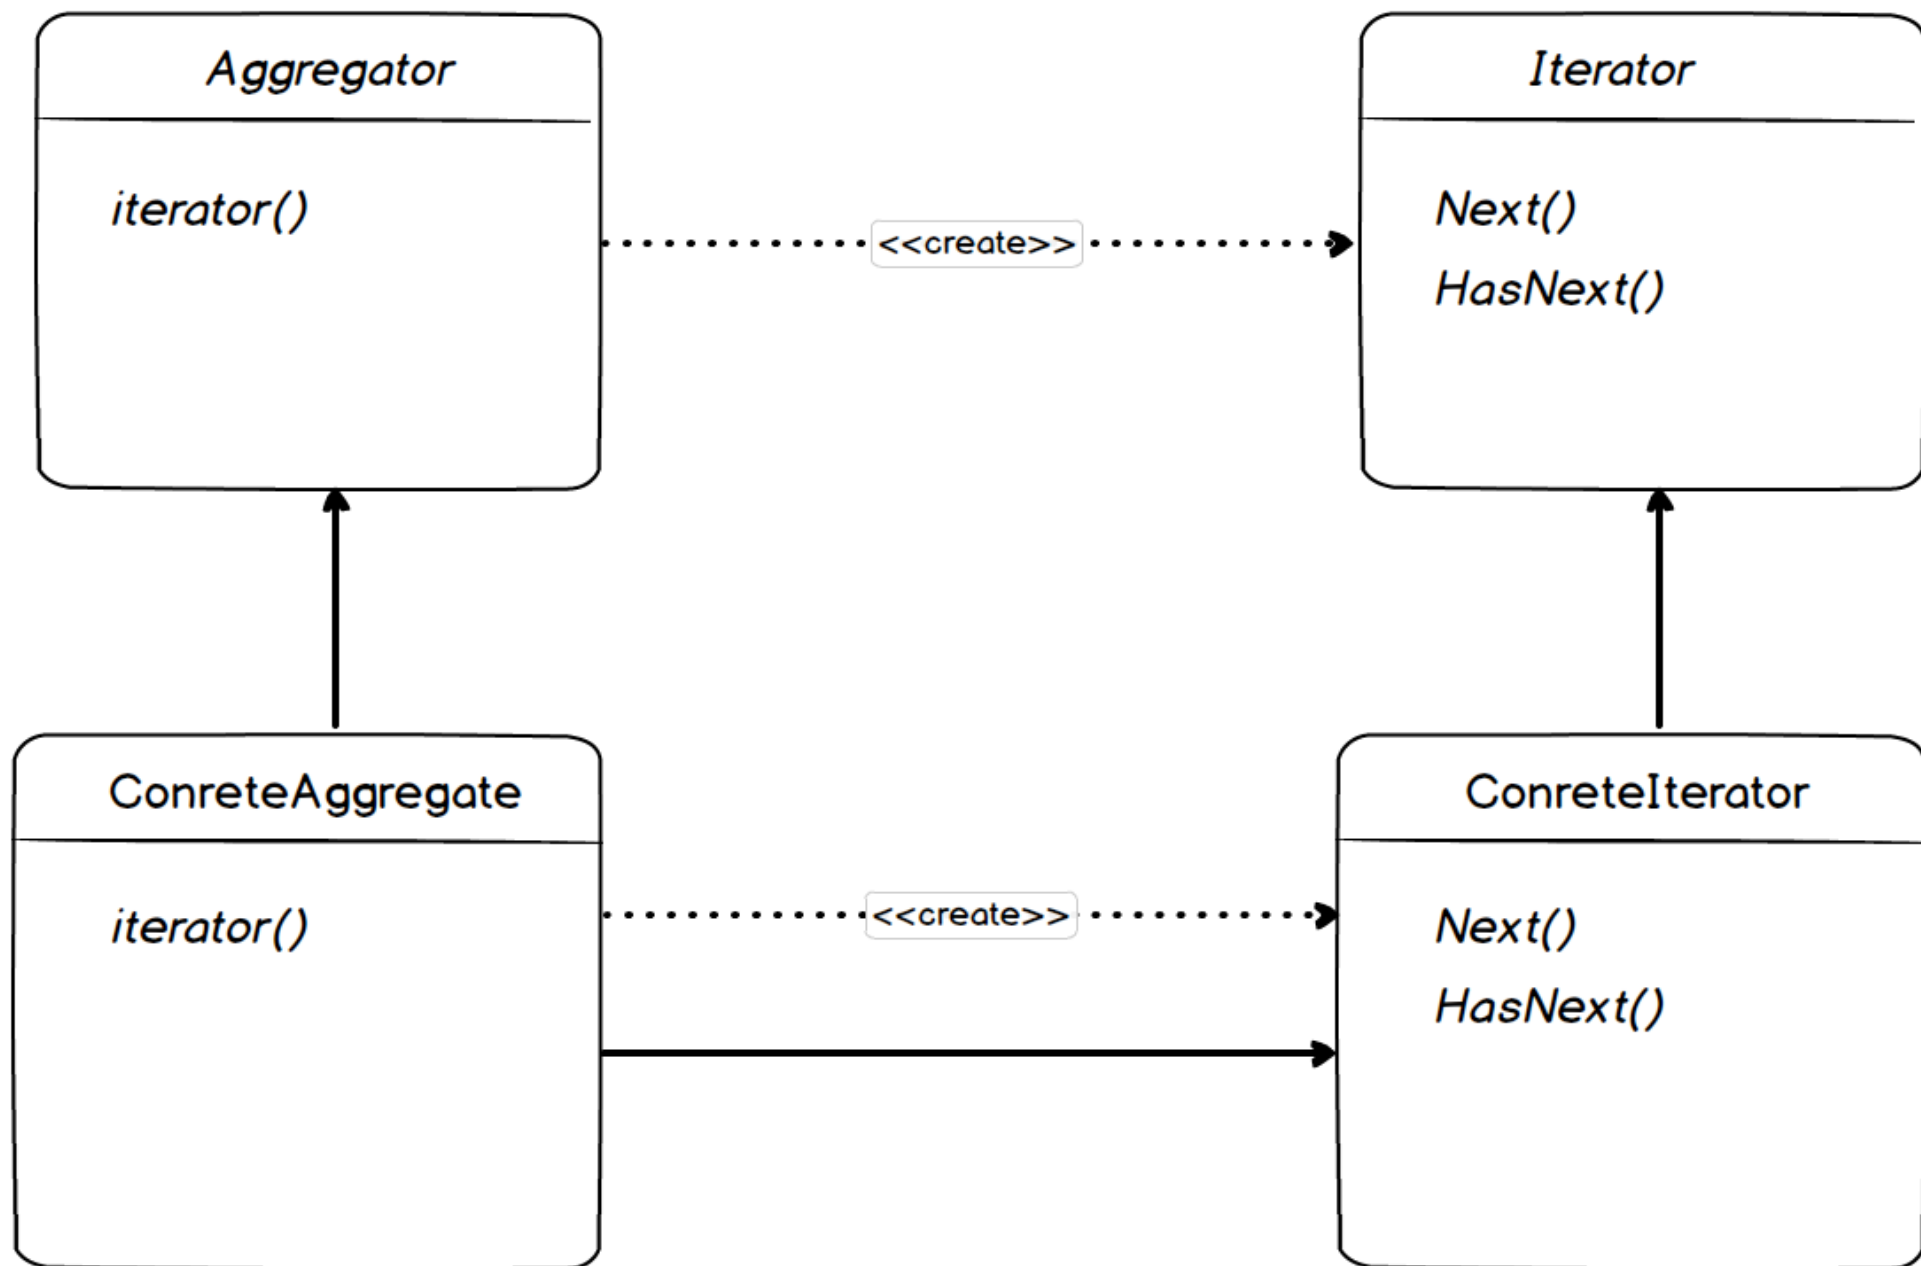 Aggregator
iterator()
<<create>>
Iterator
Next()
HasNext()
ConreteAggregate
iterator()
<<create>>
ConreteIterator
Next()
HasNext()